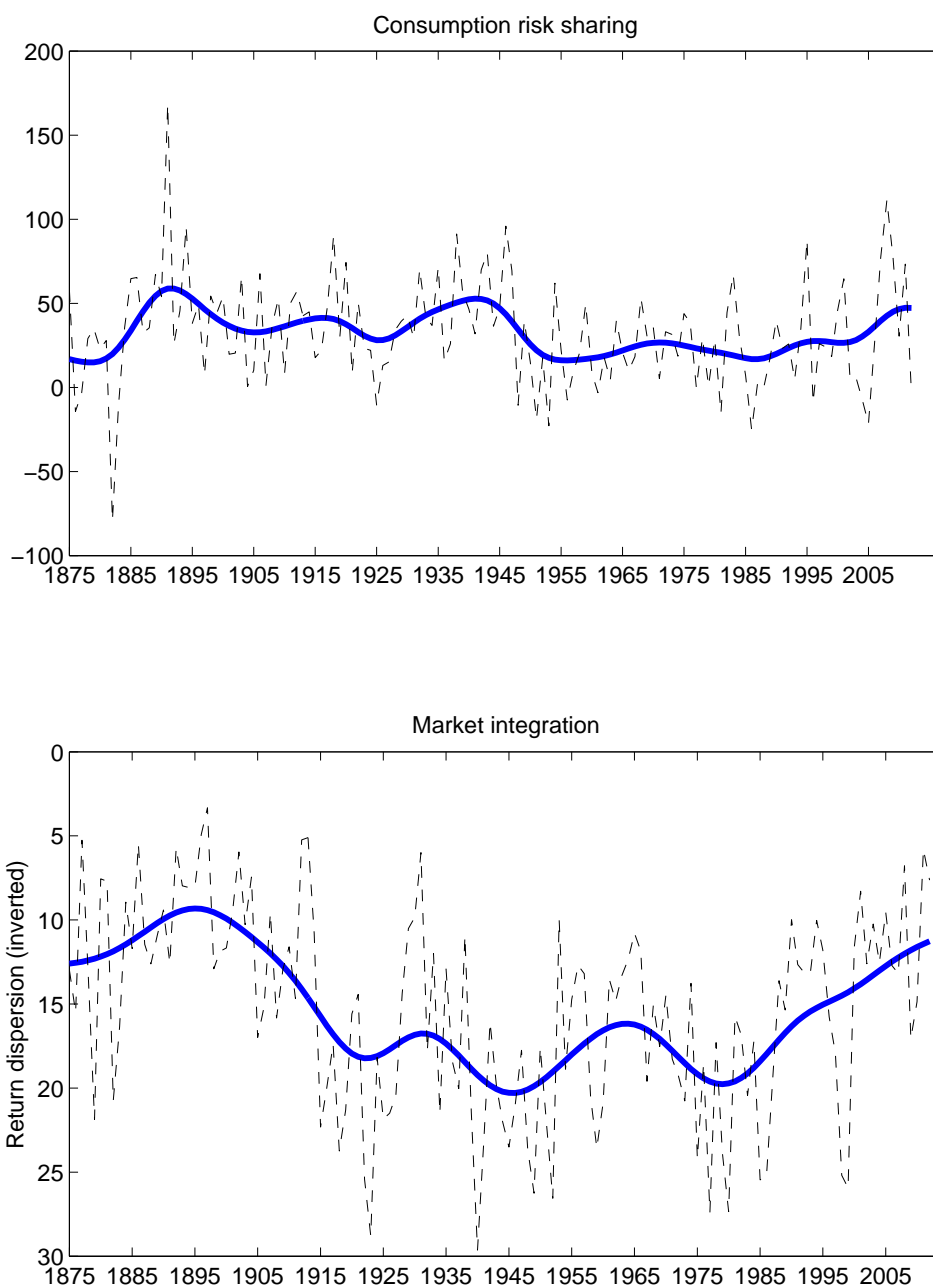 Consumption risk sharing
200
150
100
50
0
−50
−100
1875 1885 1895 1905 1915 1925 1935 1945 1955 1965 1975 1985 1995 2005
Market integration
0
5
10
15
20
25
30
Return dispersion (inverted)
1875 1885 1895 1905 1915 1925 1935 1945 1955 1965 1975 1985 1995 2005